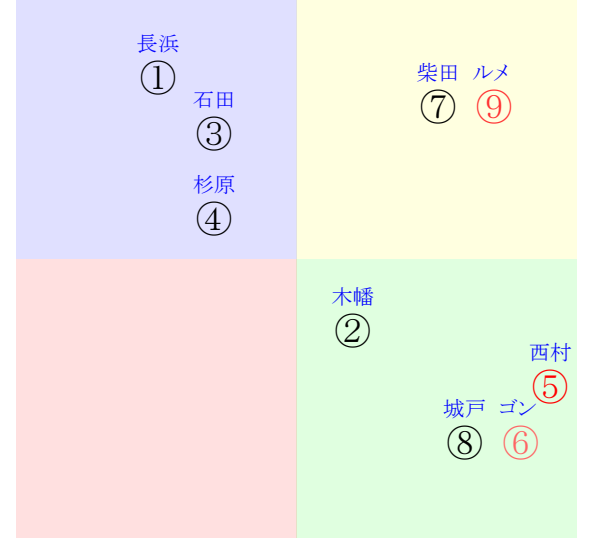 長浜
①
石田
③
杉原
④
柴田 ルメ
⑦ ⑨
木幡
②
西村
⑤
城戸 ゴン
⑧ ⑥